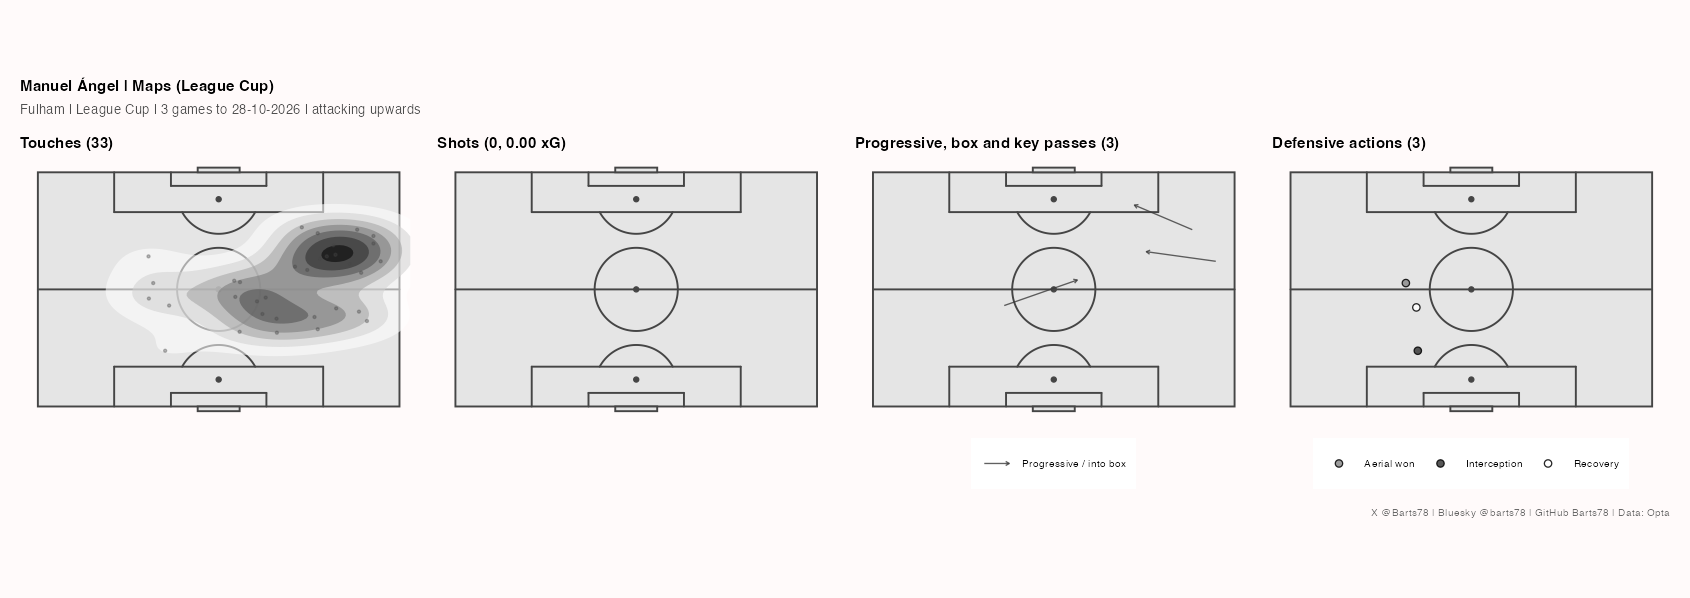 Manuel Ángel | Maps (League Cup)
Fulham | League Cup | 3 games to 28-10-2026 | attacking upwards
Touches (33)
Shots (0, 0.00 xG)
Progressive, box and key passes (3)
Defensive actions (3)
Progressive / into box
Aerial won
Interception
Recovery
X @Barts78 | Bluesky @barts78 | GitHub Barts78 | Data: Opta